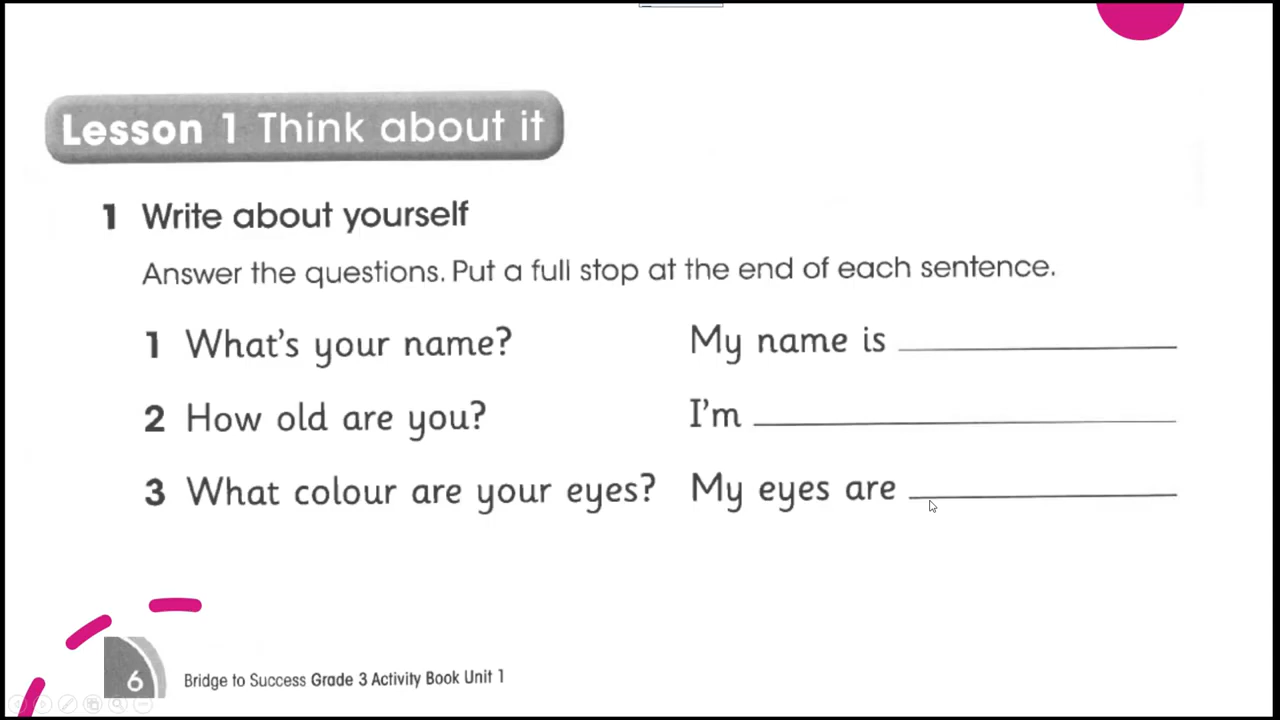 Lesson 1 Think about it
1 Write about yourself
Answer the questions. Put a full stop at the end of each sentence.
1 What's your name? My name is
2 How old are you? I'm
3 What colour are your eyes? My eyes are
6 Bridge to Success Grade 3 Activity Book Unit 1